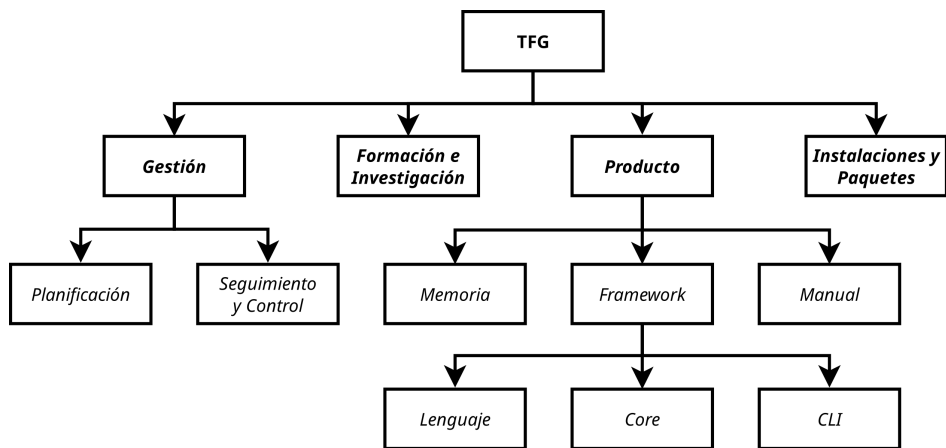 TFG
Gestión
Formación e
Investigación
Producto
Instalaciones y
Paquetes
Planificación
Seguimiento
y Control
Memoria
Framework
Manual
Lenguaje
Core
CLI